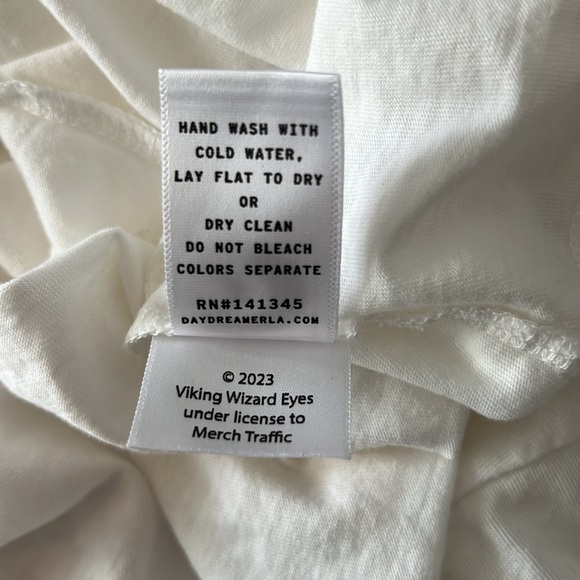 HAND WASH WITH
COLD WATER,
LAY FLAT TO DRY
OR
DRY CLEAN
DO NOT BLEACH
COLORS SEPARATE
RN#141345
DAYDREAMERLA.COM
© 2023
Viking Wizard Eyes
under license to
Merch Traffic